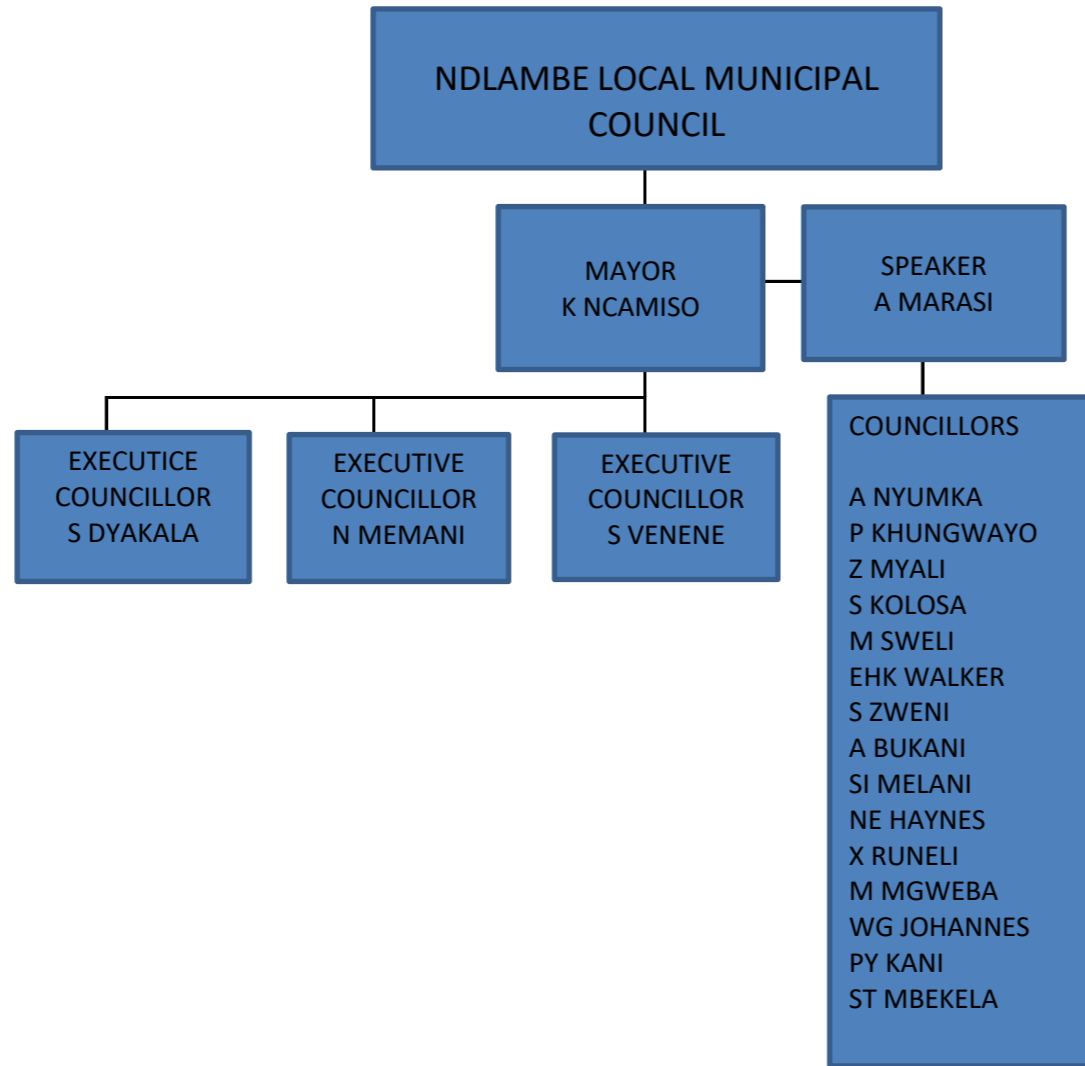 NDLAMBE LOCAL MUNICIPAL
COUNCIL
MAYOR
K NCAMISO
SPEAKER
A MARASI
EXECUTICE
COUNCILLOR
S DYAKALA
EXECUTIVE
COUNCILLOR
N MEMANI
EXECUTIVE
COUNCILLOR
S VENENE
COUNCILLORS
A NYUMKA
P KHUNGWAYO
Z MYALI
S KOLOSA
M SWELI
EHK WALKER
S ZWENI
A BUKANI
SI MELANI
NE HAYNES
X RUNELI
M MGWEBA
WG JOHANNES
PY KANI
ST MBEKELA